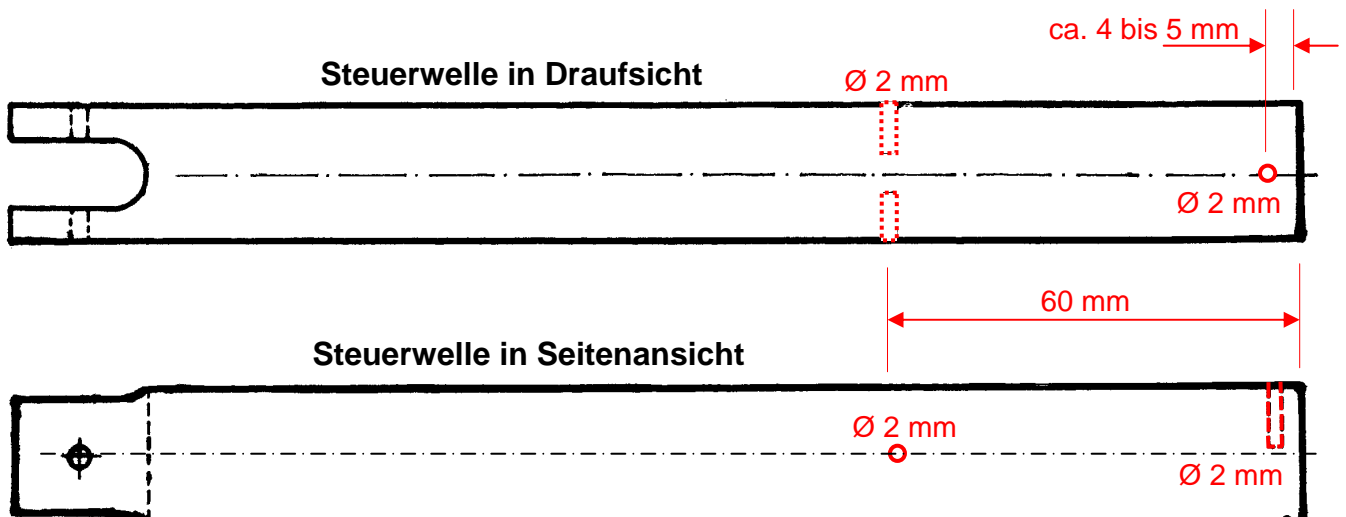 ca. 4 bis 5 mm
Steuerwelle in Draufsicht
Ø 2 mm
Ø 2 mm
60 mm
Steuerwelle in Seitenansicht
Ø 2 mm
Ø 2 mm